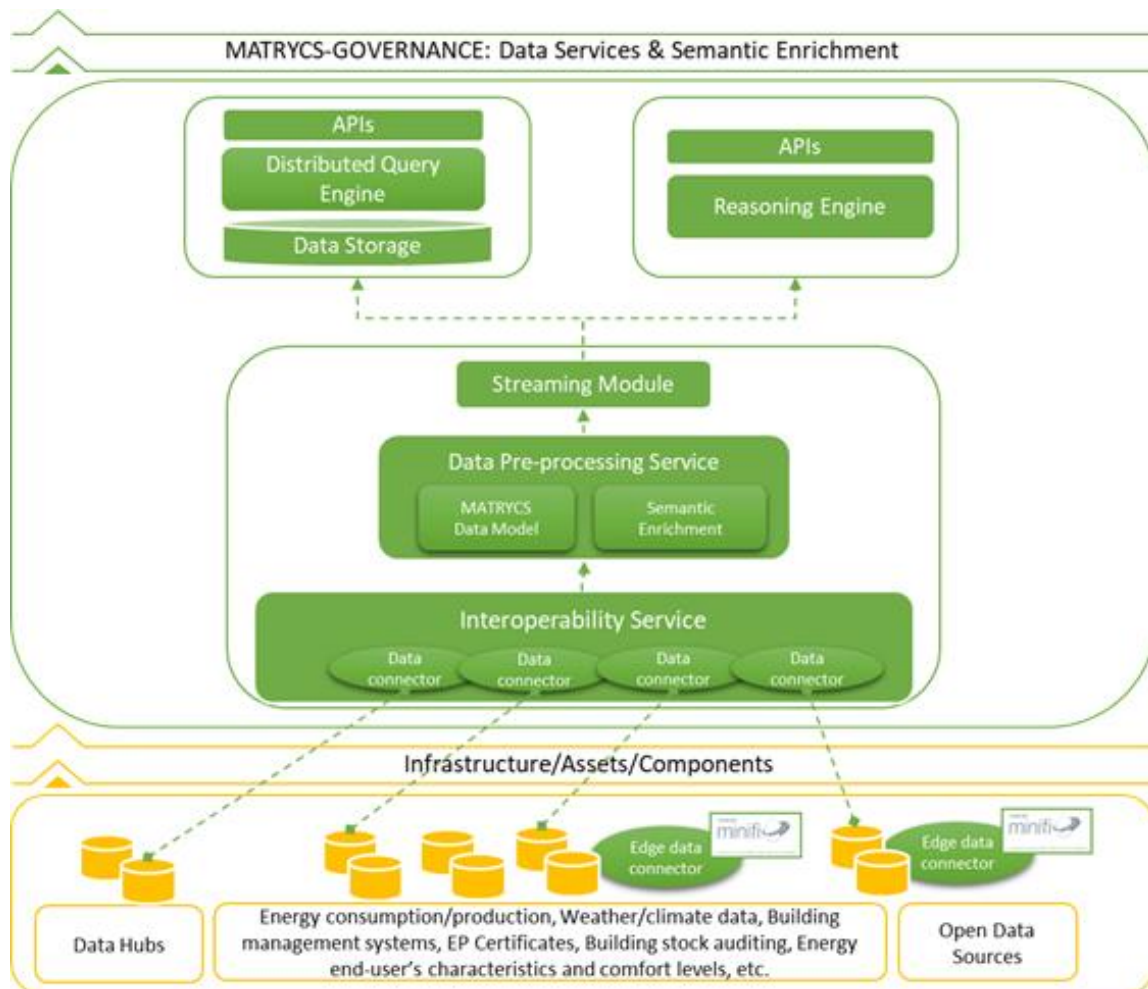 MATRYCS-GOVERNANCE: Data Services & Semantic Enrichment
APIs
Distributed Query
Engine
Data Storage
APIs
Reasoning Engine
Streaming Module
Data Pre-processing Service
MATRYCS
Data Model
Semantic
Enrichment
Interoperability Service
Data
connector
Data
connector
Data
connector
Data
connector
Infrastructure/Assets/Components
Edge data
connector
minifi
Edge data
connector
minifi
Data Hubs
Energy consumption/production, Weather/climate data, Building
management systems, EP Certificates, Building stock auditing, Energy
end-user's characteristics and comfort levels, etc.
Open Data
Sources